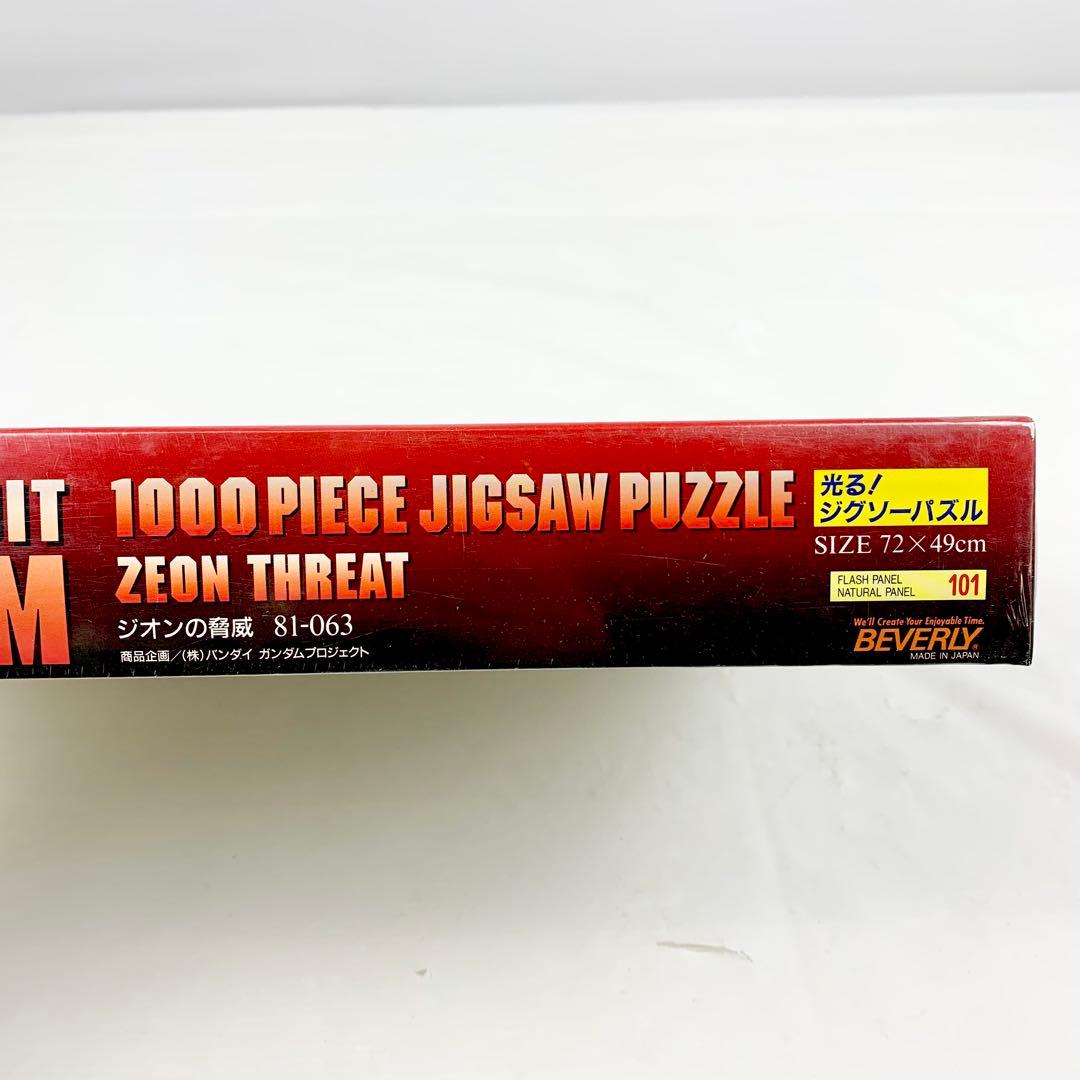 IT
M
1000 PIECE JIGSAW PUZZLE
ZEON THREAT
ジオンの脅威 81-063
商品企画／(株)バンダイ ガンダムプロジェクト
光る!
ジグソーパズル
SIZE 72×49cm
FLASH PANEL
NATURAL PANEL 101
We'll Create Your Enjoyable Time.
BEVERLY®
MADE IN JAPAN